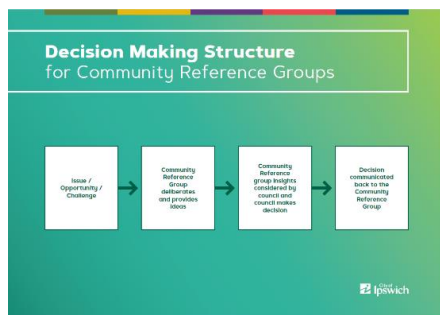 Decision Making Structure
for Community Reference Groups
Issue /
Opportunity /
Challenge
Community
Reference
Group
deliberates
and provides
ideas
Community
Reference
group insights
considered by
council and
council makes
decision
Decision
communicated
back to the
Community
Reference
Group
City of
Ipswich